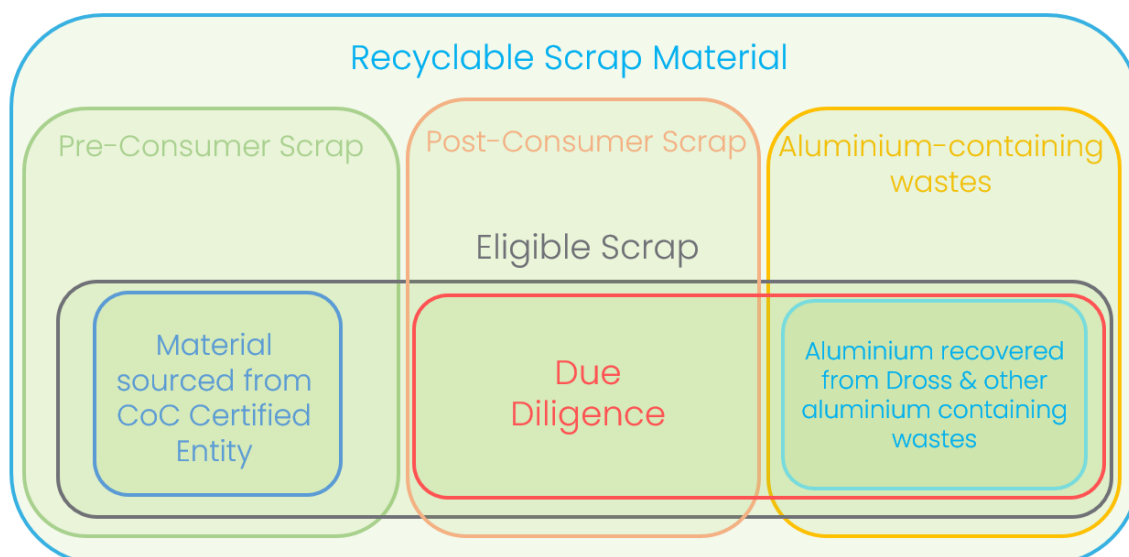 Recyclable Scrap Material
Pre-Consumer Scrap
Post-Consumer Scrap
Aluminium-containing
wastes
Eligible Scrap
Material
sourced from
CoC Certified
Entity
Due
Diligence
Aluminium recovered
from Dross & other
aluminium containing
wastes